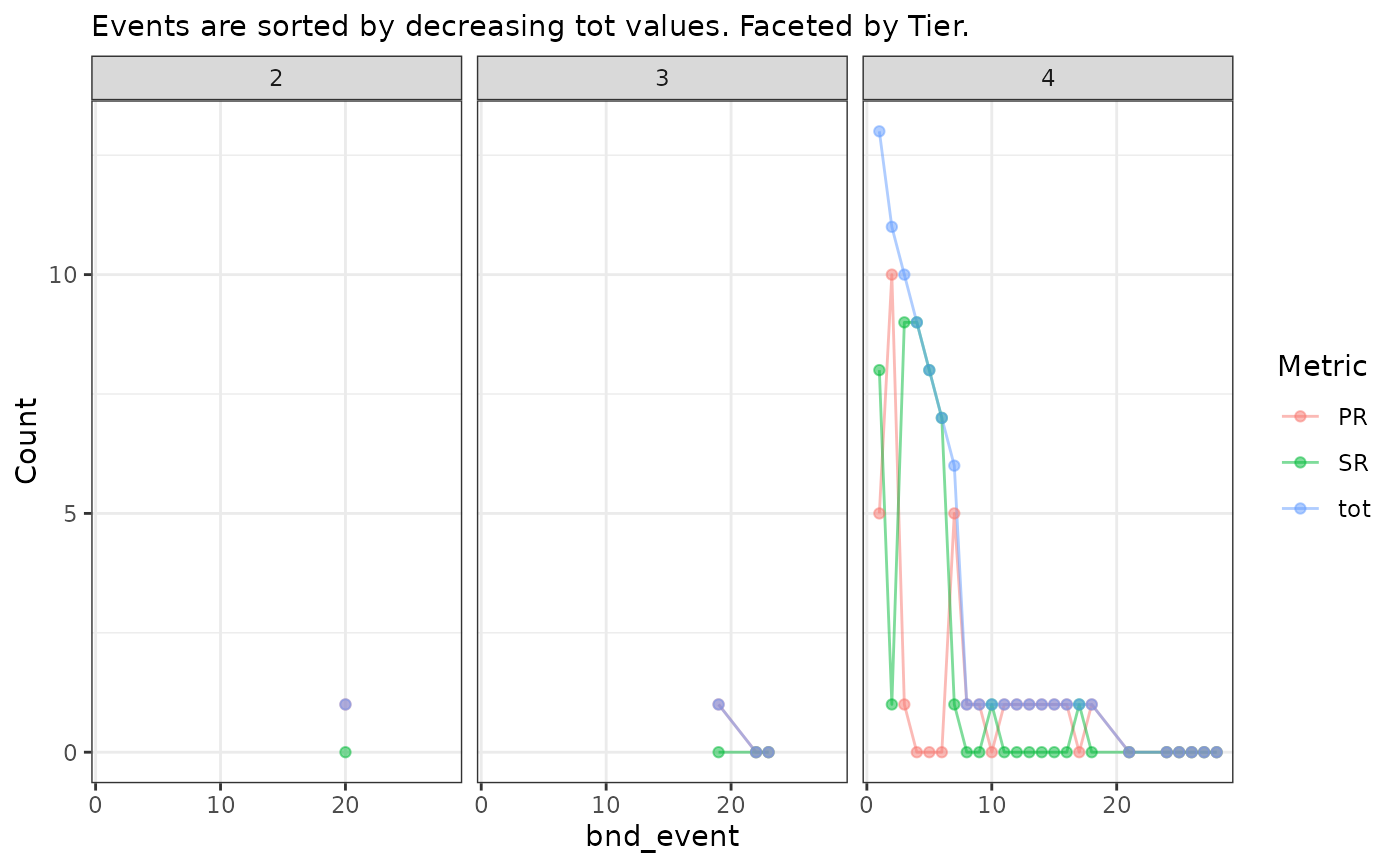 Events are sorted by decreasing tot values. Faceted by Tier.
2 3 4
Count
10
5
0
0 10 20 0 10 20 0 10 20
bnd_event
Metric
PR
SR
tot